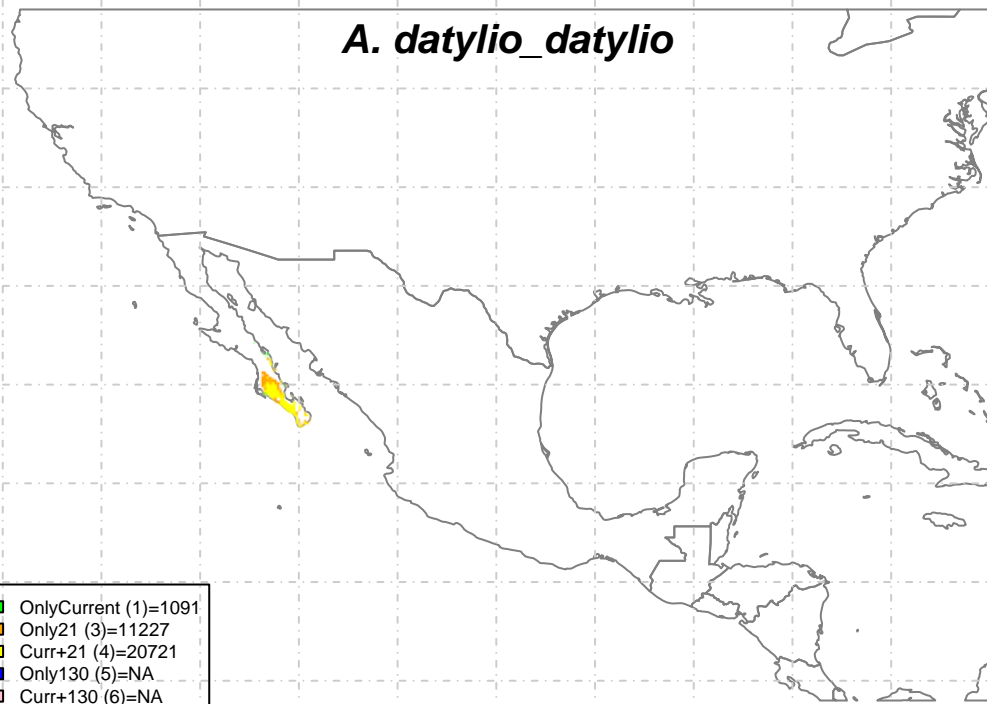 A. datylio_datylio
OnlyCurrent (1)=1091
Only21 (3)=11227
Curr+21 (4)=20721
Only130 (5)=NA
Curr+130 (6)=NA